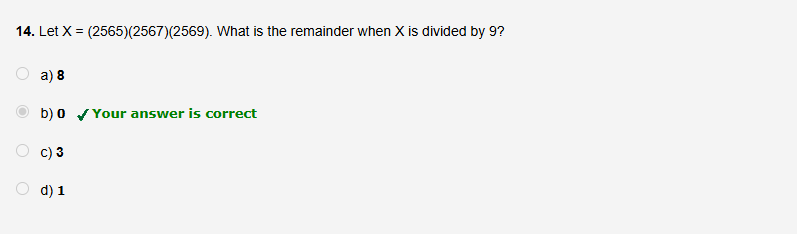 14. Let X = (2565)(2567)(2569). What is the remainder when X is divided by 9?
a) 8
b) 0 ✓ Your answer is correct
c) 3
d) 1